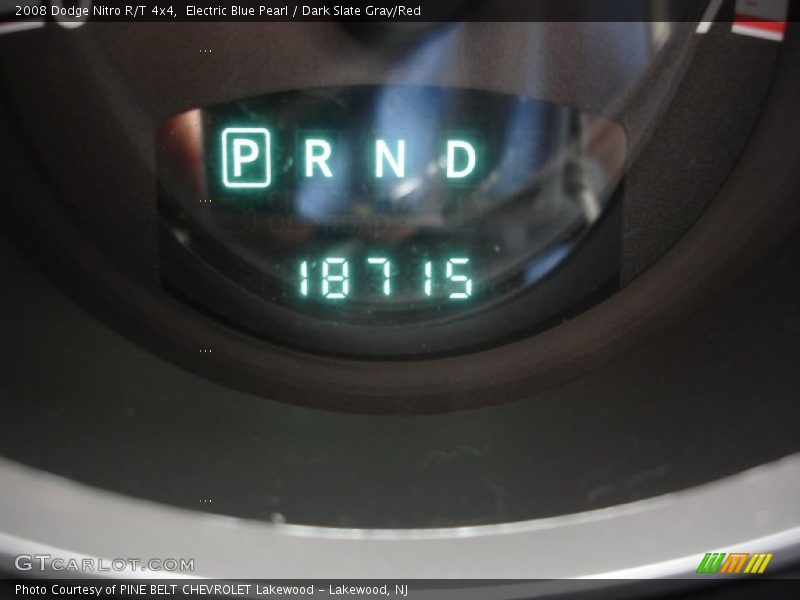 2008 Dodge Nitro R/T 4x4, Electric Blue Pearl / Dark Slate Gray/Red
P R N D
18715
GTCARLOT.COM
Photo Courtesy of PINE BELT CHEVROLET Lakewood - Lakewood, NJ